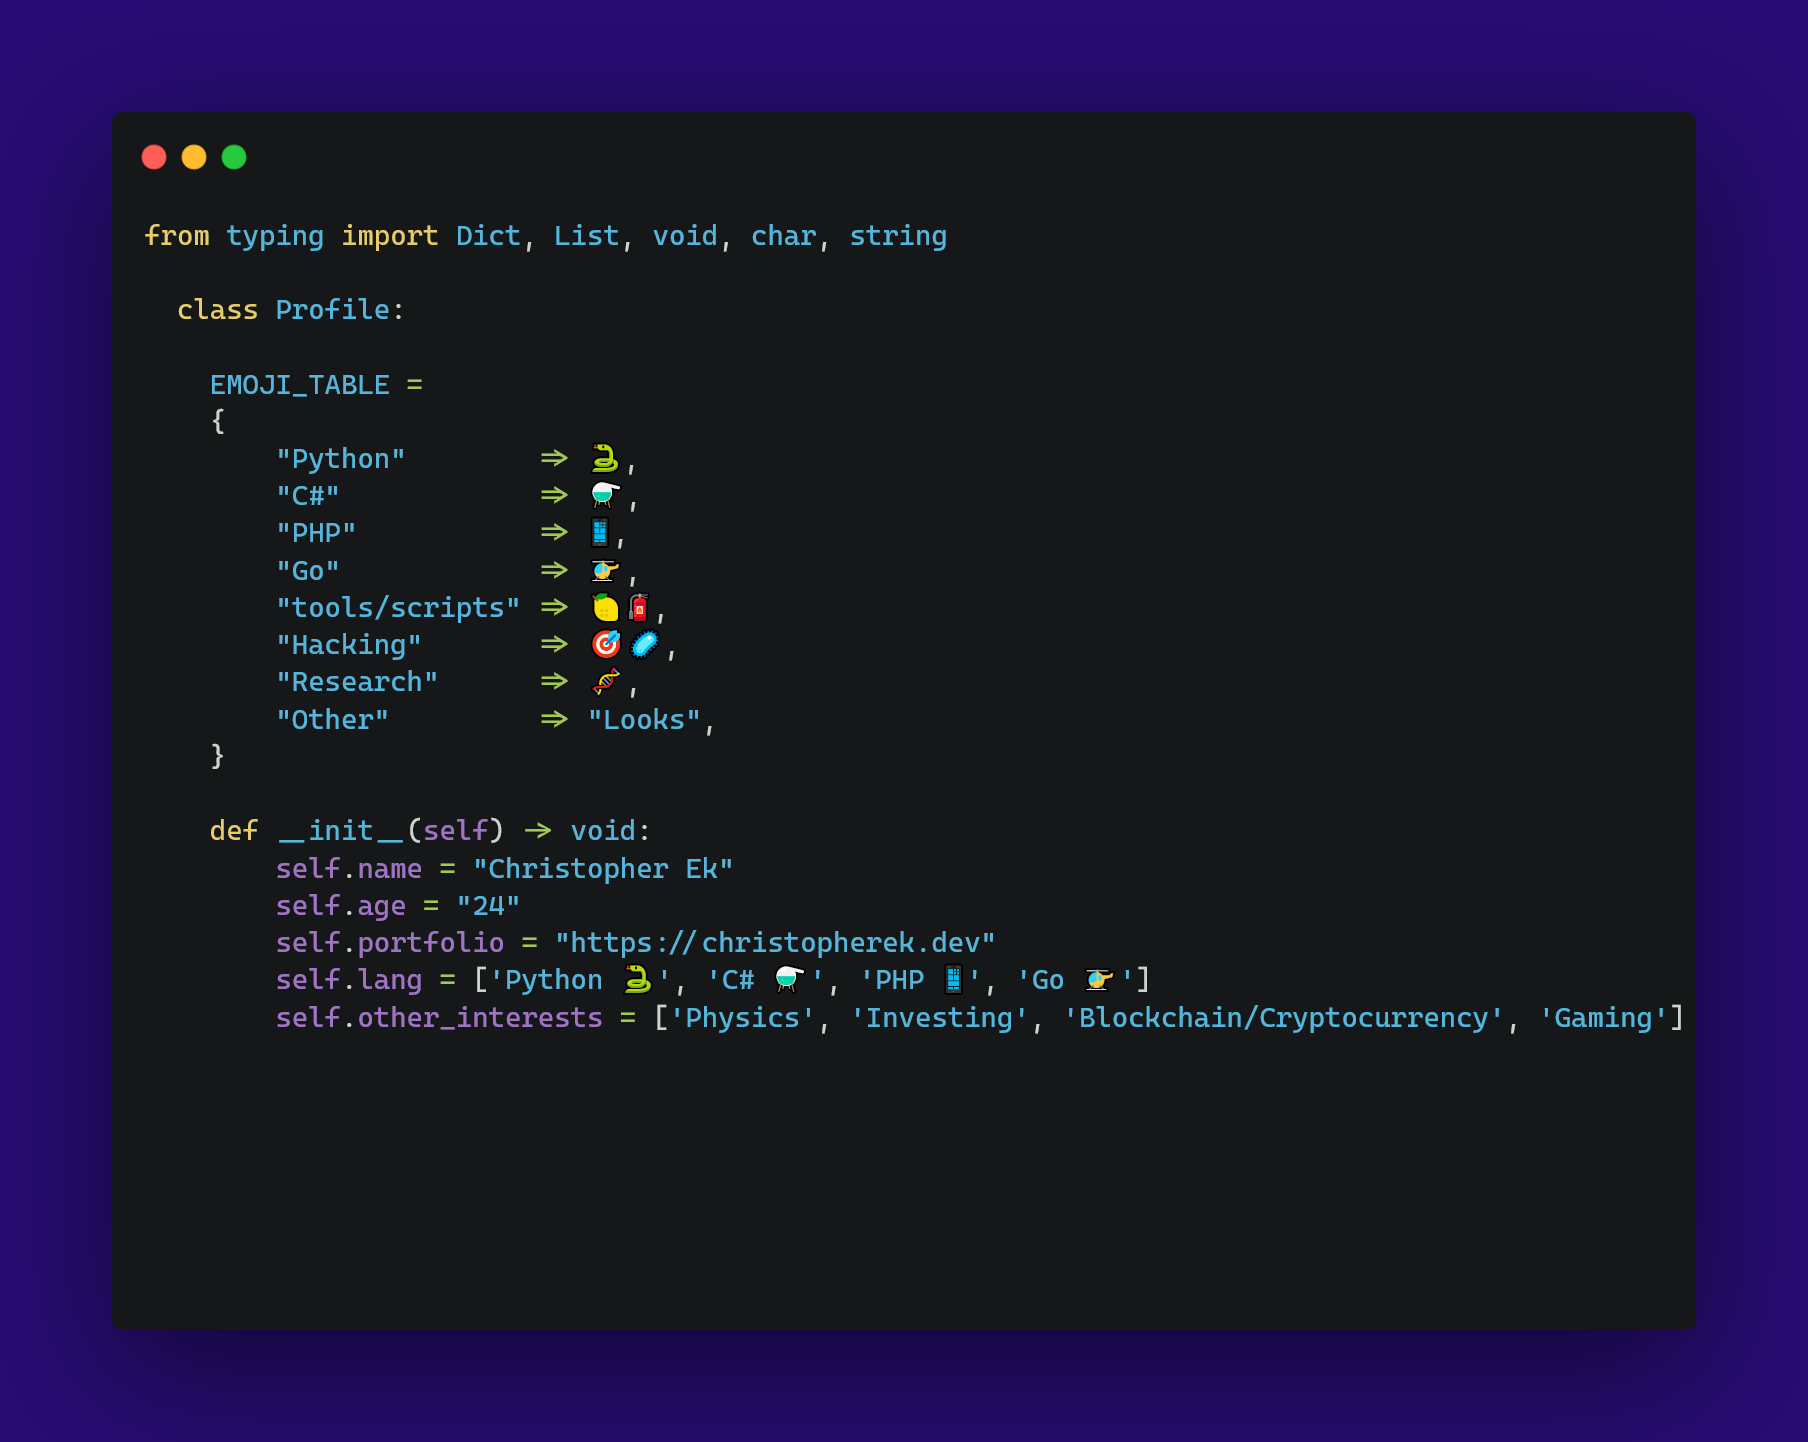 from typing import Dict, List, void, char, string
class Profile:
EMOJI_TABLE =
{
"Python" => 🐍,
"C#" => ⚗️,
"PHP" => 📱,
"Go" => 🚁,
"tools/scripts" => 🍋🧯,
"Hacking" => 🎯🦠,
"Research" => 🧬,
"Other" => "Looks",
}
def __init__(self) -> void:
self.name = "Christopher Ek"
self.age = "24"
self.portfolio = "https://christopherek.dev"
self.lang = ['Python 🐍', 'C# ⚗️', 'PHP 📱', 'Go 🚁']
self.other_interests = ['Physics', 'Investing', 'Blockchain/Cryptocurrency', 'Gaming']